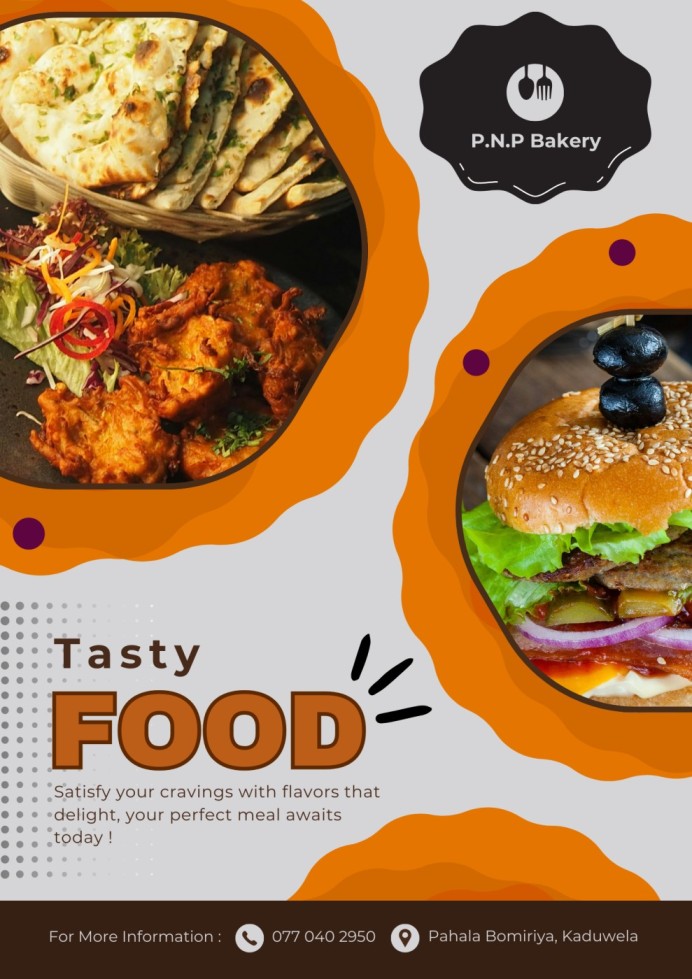 P.N.P Bakery
Tasty
FOOD
Satisfy your cravings with flavors that
delight, your perfect meal awaits
today !
For More Information : 077 040 2950 Pahala Bomiriya, Kaduwela